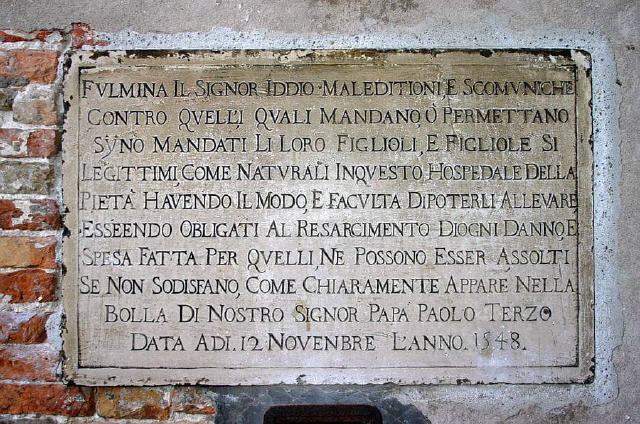 FVLMINA IL SIGNOR IDDIO MALEDITIONI, E SCOMVNICHE
CONTRO QVELLI QVALI MANDANO, Ò PERMETTANO
SYNO MANDATI LI LORO FIGLIOLI, E FIGLIOLE SI
LEGITTIMI, COME NATVRALI INQVESTO HOSPEDALE DELLA
PIETÀ HAVENDO IL MODO, E FACVLTA DIPOTERLI ALLEVARE
ESSEENDO OBLIGATI AL RESARCIMENTO DIOGNI DANNO, E
SPESA FATTA PER QVELLI, NE POSSONO ESSER ASSOLTI
SE NON SODISFANO, COME CHIARAMENTE APPARE NELLA
BOLLA DI NOSTRO SIGNOR PAPA PAOLO TERZO
DATA ADI. 12 NOVENBRE L'ANNO. 1548.